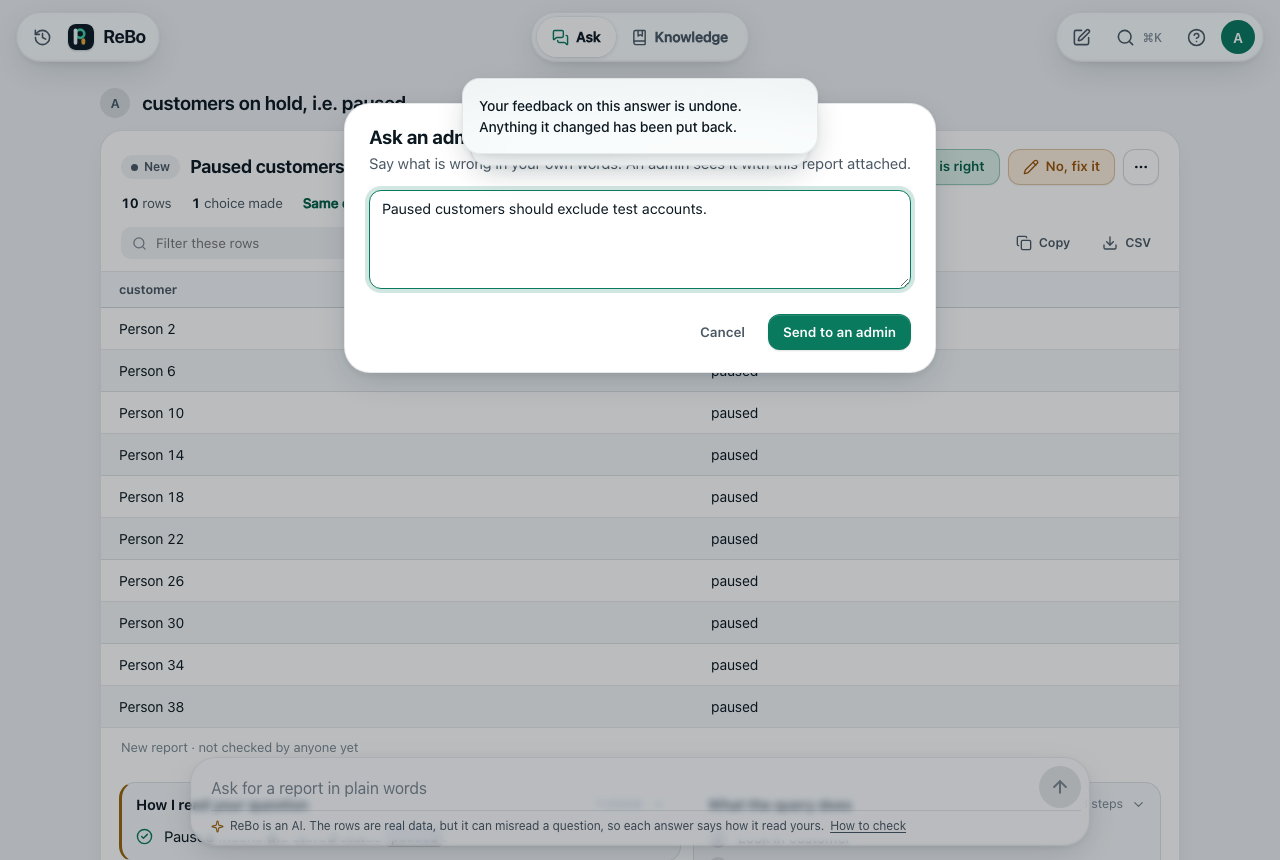 ReBo
Ask
Knowledge
⌘K
A
A
customers on hold, i.e. paused
Your feedback on this answer is undone.
Anything it changed has been put back.
Ask an
Say what is wrong in your own words. An admin sees it with this report attached.
Paused customers should exclude test accounts.
Cancel
Send to an admin
New
Paused customers
is right
No, fix it
10 rows
1 choice made
Same
Filter these rows
Copy
CSV
customer
Person 2
Person 6 paused
Person 10 paused
Person 14 paused
Person 18 paused
Person 22 paused
Person 26 paused
Person 30 paused
Person 34 paused
Person 38 paused
New report · not checked by anyone yet
Ask for a report in plain words
How I read your question
What the query does
steps
ReBo is an AI. The rows are real data, but it can misread a question, so each answer says how it read yours. How to check